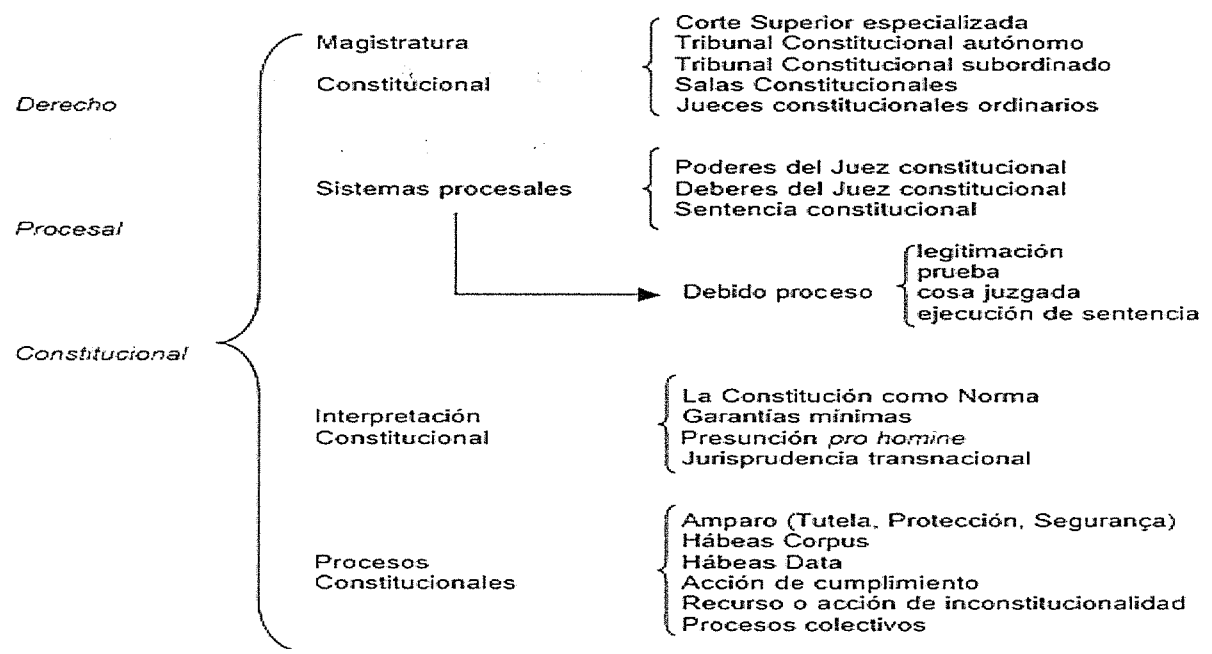 Derecho
Procesal
Constitucional
Magistratura
Constitucional
Corte Superior especializada
Tribunal Constitucional autónomo
Tribunal Constitucional subordinado
Salas Constitucionales
Jueces constitucionales ordinarios
Sistemas procesales
Poderes del Juez constitucional
Deberes del Juez constitucional
Sentencia constitucional
Debido proceso
legitimación
prueba
cosa juzgada
ejecución de sentencia
Interpretación
Constitucional
La Constitución como Norma
Garantías mínimas
Presunción pro homine
Jurisprudencia transnacional
Procesos
Constitucionales
Amparo (Tutela, Protección, Segurança)
Hábeas Corpus
Hábeas Data
Acción de cumplimiento
Recurso o acción de inconstitucionalidad
Procesos colectivos